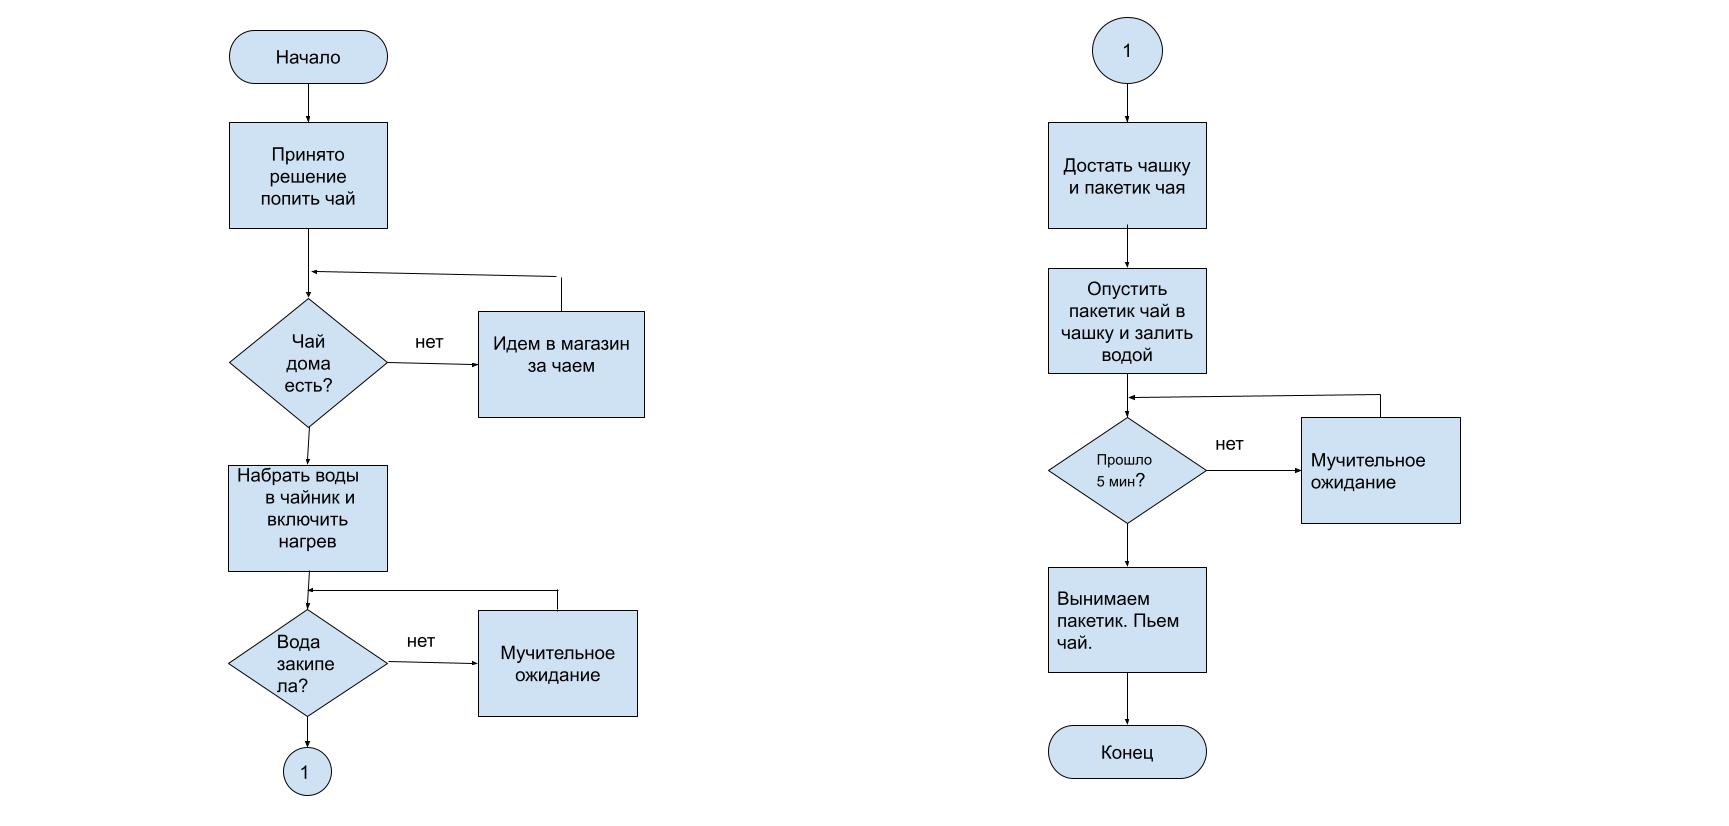 Начало
Принято
решение
попить чай
Чай
дома
есть?
нет
Идем в магазин
за чаем
Набрать воды
в чайник и
включить
нагрев
Вода
закипе
ла?
нет
Мучительное
ожидание
1
1
Достать чашку
и пакетик чая
Опустить
пакетик чай в
чашку и залить
водой
Прошло
5 мин?
нет
Мучительное
ожидание
Вынимаем
пакетик. Пьем
чай.
Конец